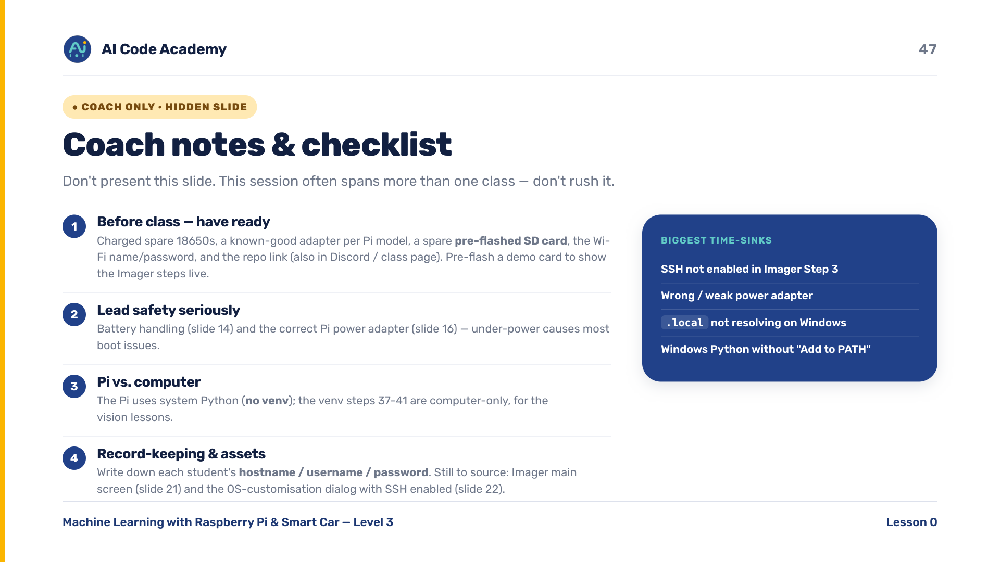 AI Code Academy
47
• COACH ONLY • HIDDEN SLIDE
Coach notes & checklist
Don't present this slide. This session often spans more than one class — don't rush it.
1
Before class — have ready
Charged spare 18650s, a known-good adapter per Pi model, a spare pre-flashed SD card, the Wi-
Fi name/password, and the repo link (also in Discord / class page). Pre-flash a demo card to show
the Imager steps live.
2
Lead safety seriously
Battery handling (slide 14) and the correct Pi power adapter (slide 16) — under-power causes most
boot issues.
3
Pi vs. computer
The Pi uses system Python (no venv); the venv steps 37-41 are computer-only, for the
vision lessons.
4
Record-keeping & assets
Write down each student's hostname / username / password. Still to source: Imager main
screen (slide 21) and the OS-customisation dialog with SSH enabled (slide 22).
BIGGEST TIME-SINKS
SSH not enabled in Imager Step 3
Wrong / weak power adapter
.local not resolving on Windows
Windows Python without "Add to PATH"
Machine Learning with Raspberry Pi & Smart Car — Level 3
Lesson 0